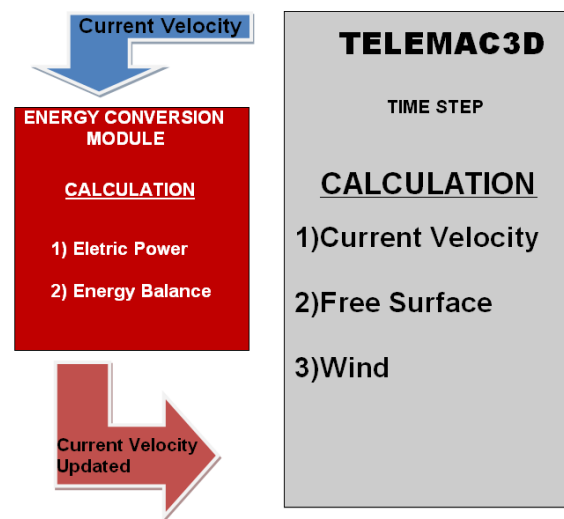 Current Velocity
ENERGY CONVERSION
MODULE
CALCULATION
1) Eletric Power
2) Energy Balance
Current Velocity
Updated
TELEMAC3D
TIME STEP
CALCULATION
1)Current Velocity
2)Free Surface
3)Wind